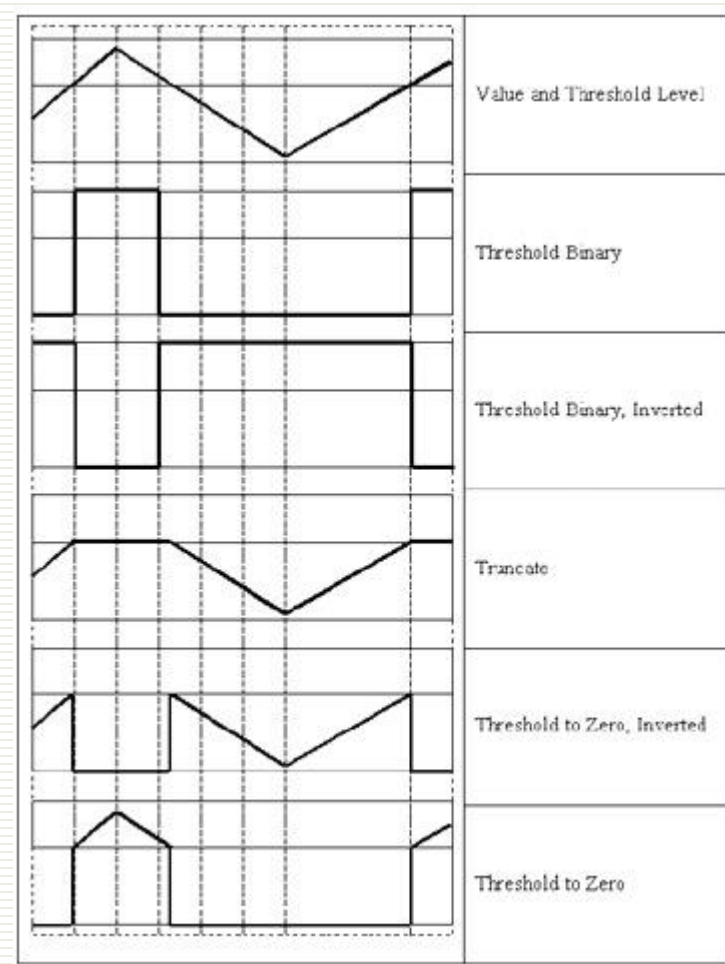 Value and Threshold Level
Threshold Binary
Threshold Binary, Inverted
Truncate
Threshold to Zero, Inverted
Threshold to Zero